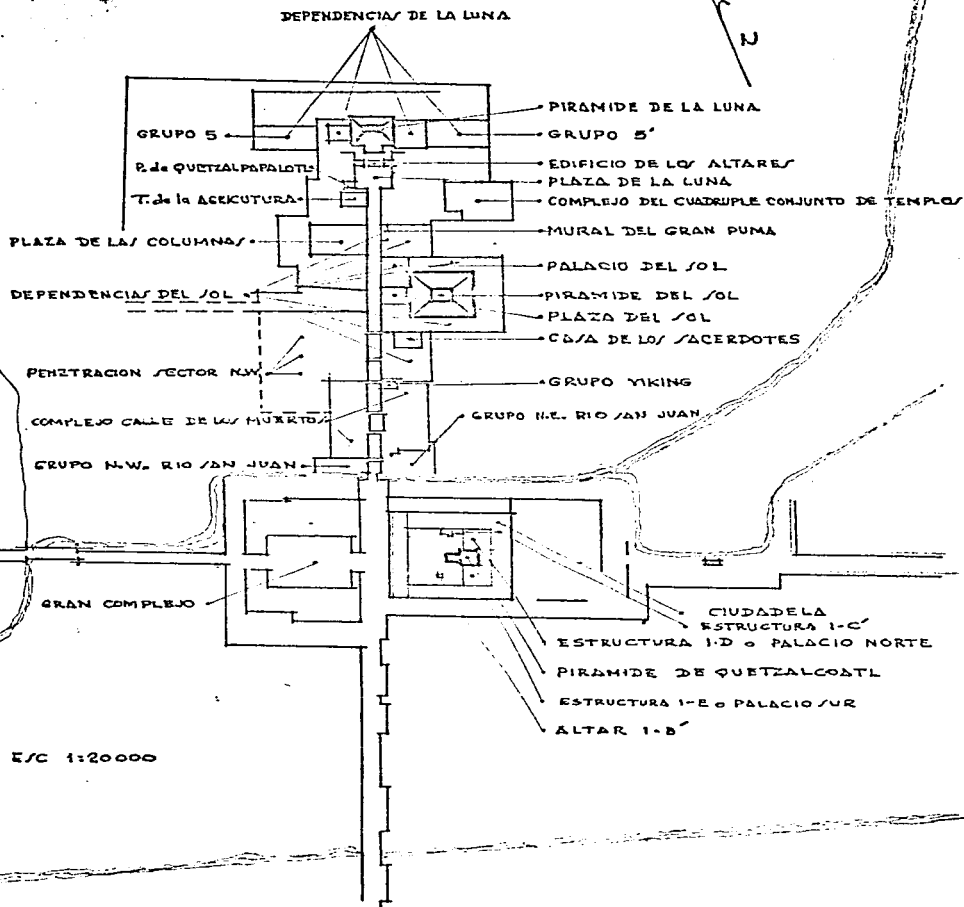 DEPENDENCIAS DE LA LUNA
N
PIRAMIDE DE LA LUNA
GRUPO 5
GRUPO 5'
EDIFICIO DE LOS ALTARES
P. de QUETZALPAPALOTL
PLAZA DE LA LUNA
T. de la AGRICUTURA
COMPLEJO DEL CUADRUPLE CONJUNTO DE TEMPLOS
MURAL DEL GRAN PUMA
PLAZA DE LAS COLUMNAS
PALACIO DEL SOL
DEPENDENCIAS DEL SOL
PIRAMIDE DEL SOL
PLAZA DEL SOL
CASA DE LOS SACERDOTES
PENETRACION SECTOR N.W.
GRUPO VIKING
COMPLEJO CALLE DE LOS MUERTOS
GRUPO N.E. RIO SAN JUAN
GRUPO N.W. RIO SAN JUAN
GRAN COMPLEJO
CIUDADELA
ESTRUCTURA 1-C'
ESTRUCTURA 1-D o PALACIO NORTE
PIRAMIDE DE QUETZALCOATL
ESTRUCTURA 1-E o PALACIO SUR
ALTAR 1-B'
ESC 1:20000